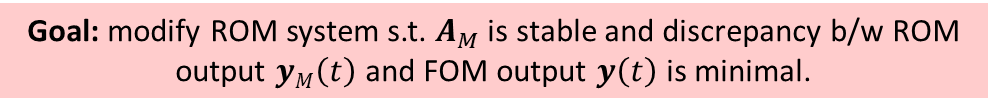 Goal: modify ROM system s.t. A_M is stable and discrepancy b/w ROM
output y_M(t) and FOM output y(t) is minimal.